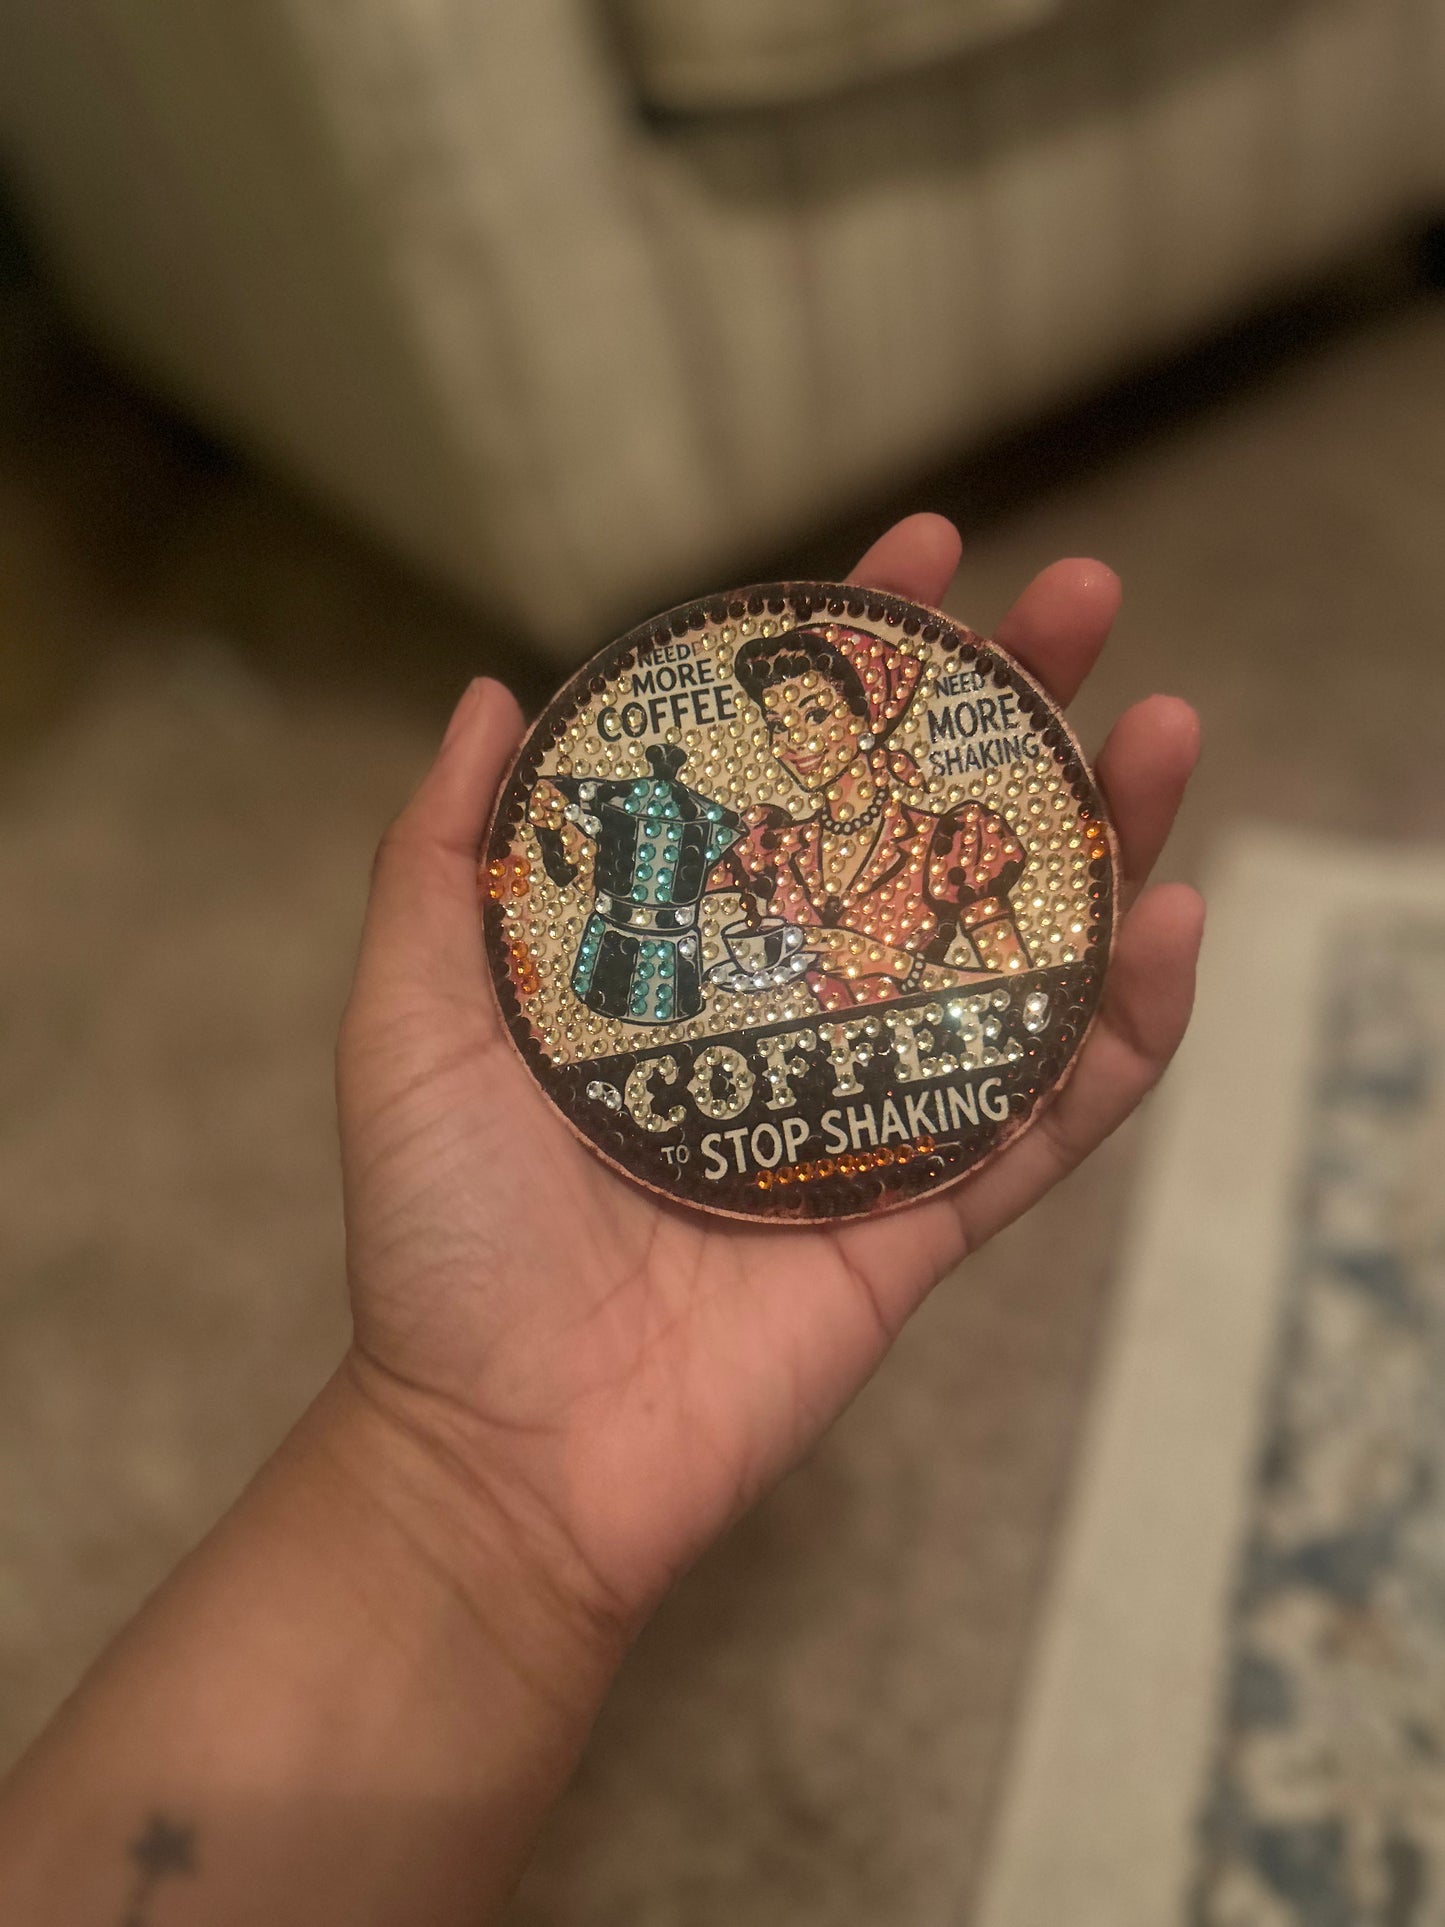 NEED
MORE
COFFEE
NEED
MORE
SHAKING
COFFEE
TO STOP SHAKING